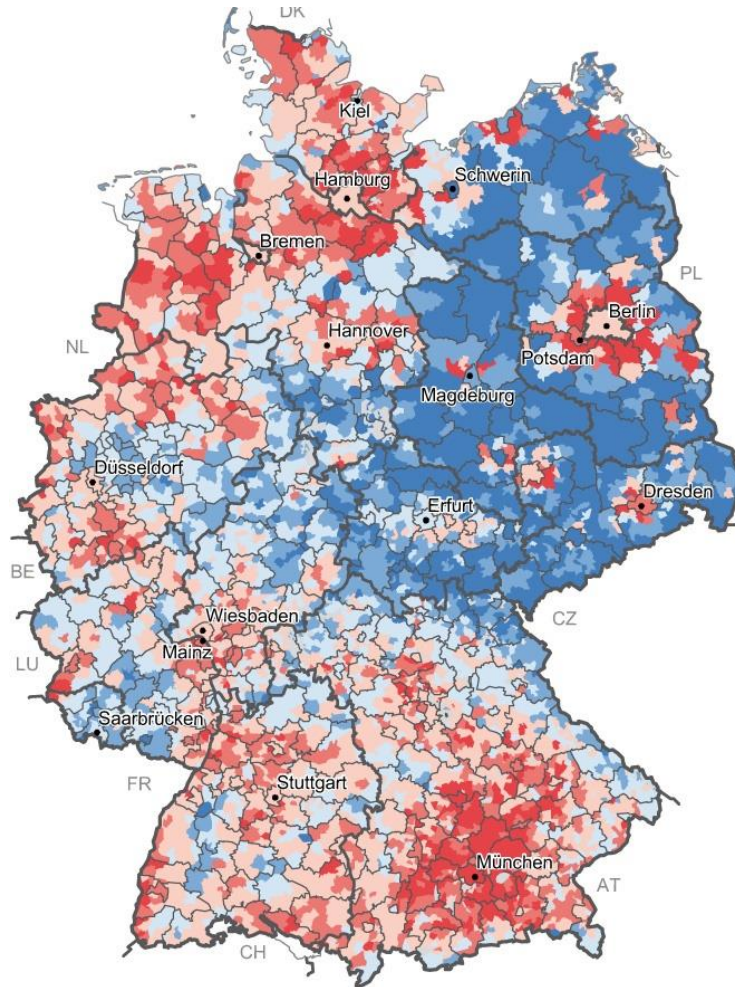 DK
Kiel
Hamburg
Schwerin
Bremen
PL
Berlin
Hannover
NL
Potsdam
Magdeburg
Düsseldorf
Dresden
Erfurt
BE
CZ
Wiesbaden
LU
Mainz
Saarbrücken
FR
Stuttgart
München
AT
CH